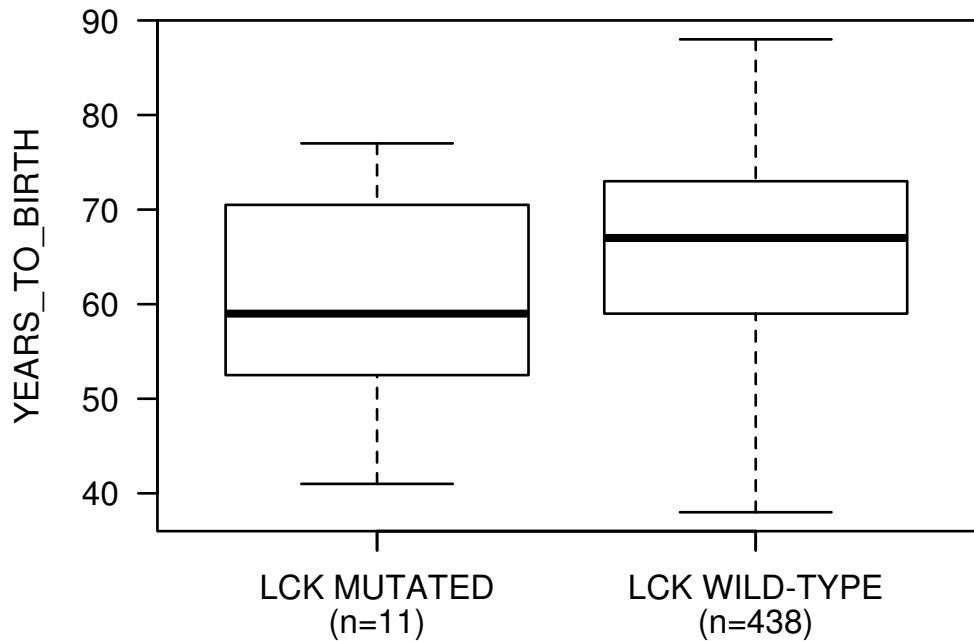 YEARS_TO_BIRTH
90
80
70
60
50
40
LCK MUTATED
(n=11)
LCK WILD-TYPE
(n=438)